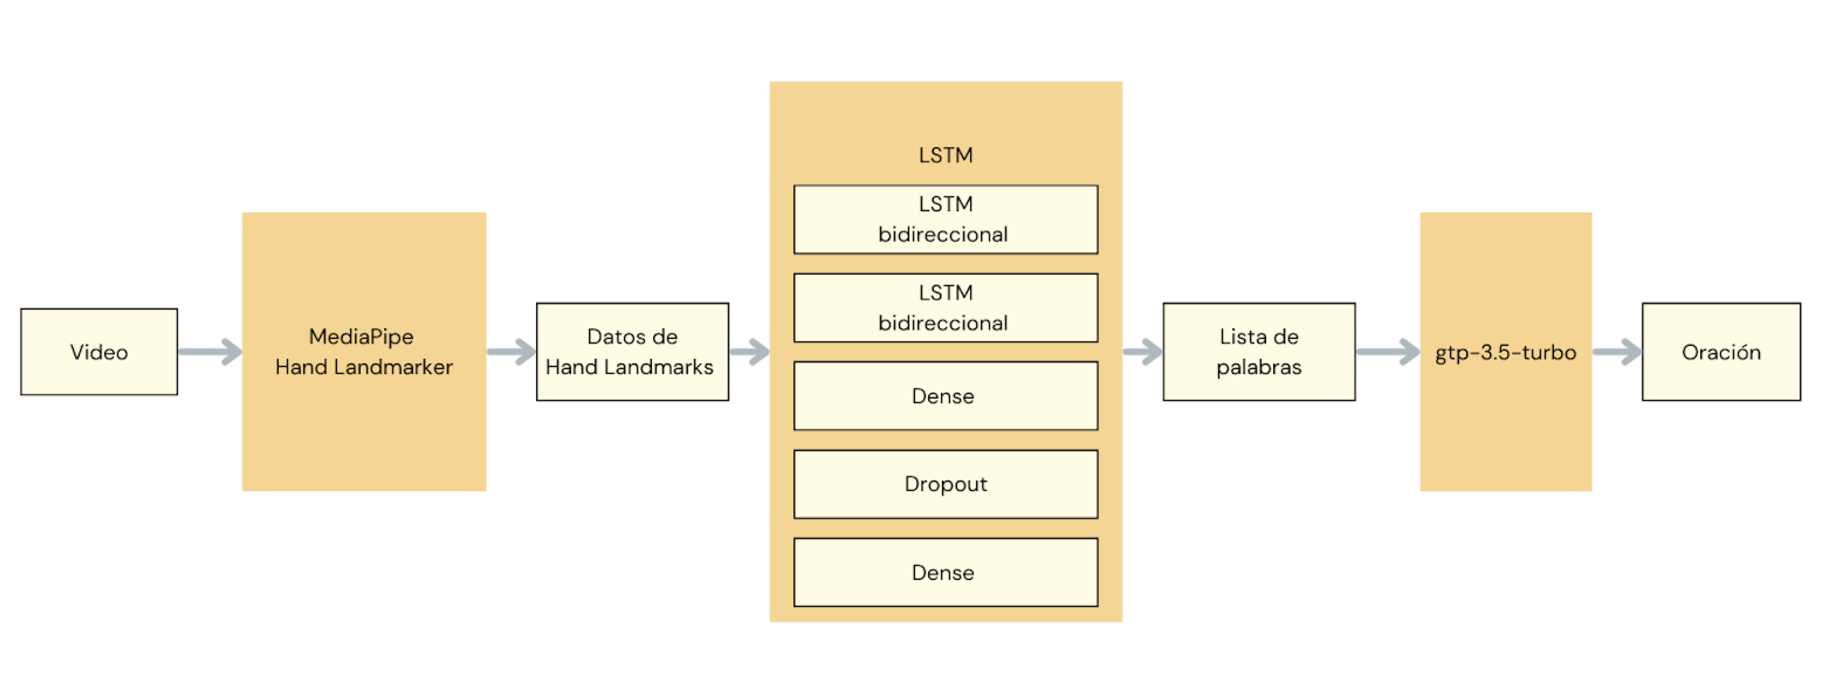 Video
MediaPipe
Hand Landmarker
Datos de
Hand Landmarks
LSTM
LSTM
bidireccional
LSTM
bidireccional
Dense
Dropout
Dense
Lista de
palabras
gtp-3.5-turbo
Oración